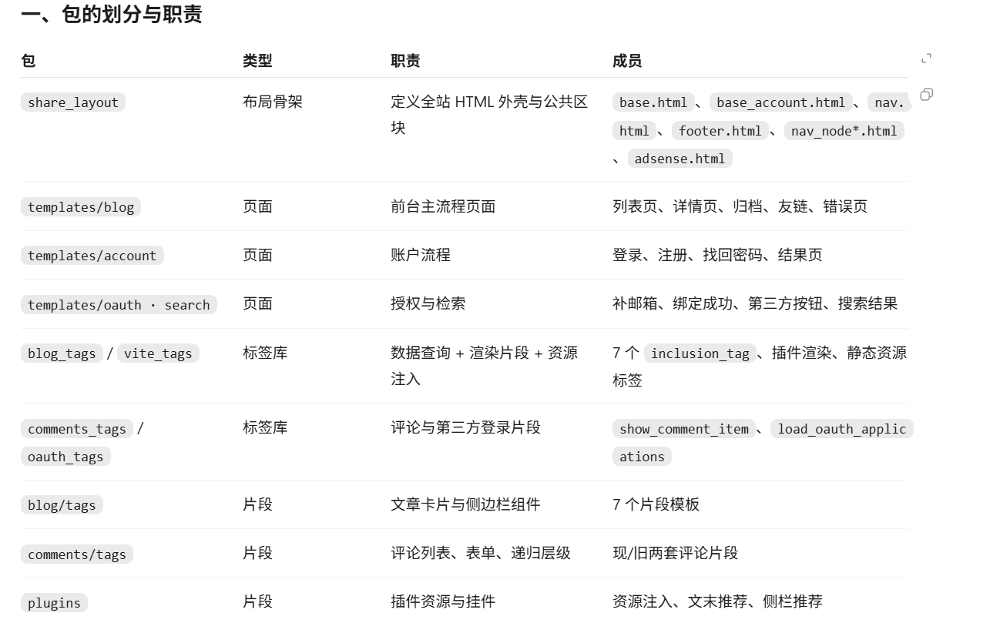 一、包的划分与职责
包 类型 职责 成员
share_layout 布局骨架 定义全站 HTML 外壳与公共区 base.html、base_account.html、nav.
块 html、footer.html、nav_node*.html
、adsense.html
templates/blog 页面 前台主流程页面 列表页、详情页、归档、友链、错误页
templates/account 页面 账户流程 登录、注册、找回密码、结果页
templates/oauth · search 页面 授权与检索 补邮箱、绑定成功、第三方按钮、搜索结果
blog_tags / vite_tags 标签库 数据查询 + 渲染片段 + 资源 7 个 inclusion_tag、插件渲染、静态资源
注入 标签
comments_tags / 标签库 评论与第三方登录片段 show_comment_item、load_oauth_applic
oauth_tags ations
blog/tags 片段 文章卡片与侧边栏组件 7 个片段模板
comments/tags 片段 评论列表、表单、递归层级 现/旧两套评论片段
plugins 片段 插件资源与挂件 资源注入、文末推荐、侧栏推荐